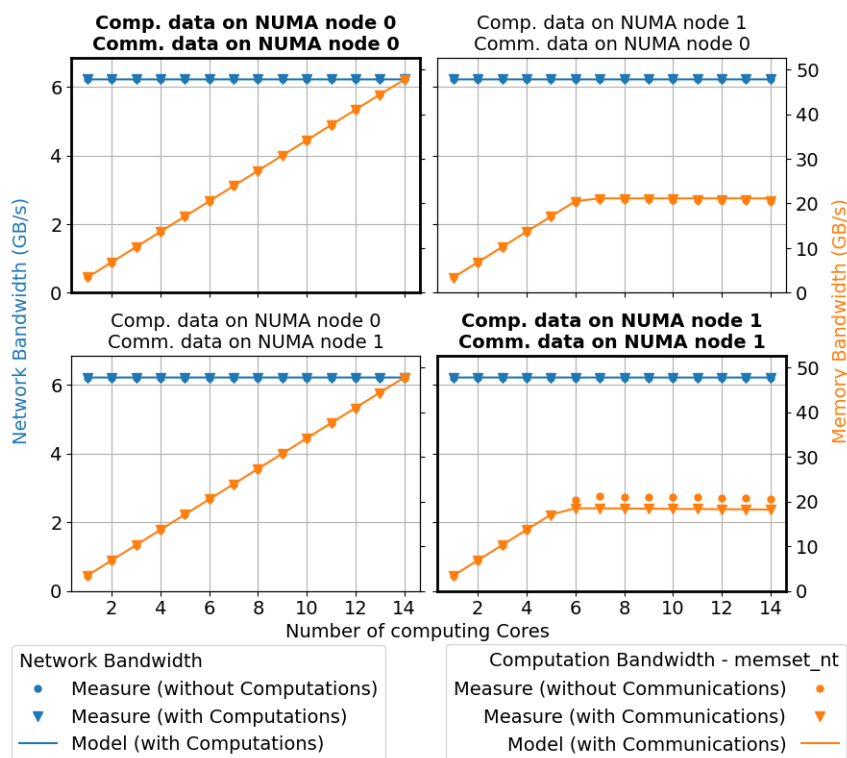 Comp. data on NUMA node 0
Comm. data on NUMA node 0
Comp. data on NUMA node 1
Comm. data on NUMA node 0
6
4
2
0
50
40
30
20
10
0
Comp. data on NUMA node 0
Comm. data on NUMA node 1
Comp. data on NUMA node 1
Comm. data on NUMA node 1
6
4
2
0
50
40
30
20
10
0
2 4 6 8 10 12 14
2 4 6 8 10 12 14
Network Bandwidth (GB/s)
Memory Bandwidth (GB/s)
Number of computing Cores
Network Bandwidth
Measure (without Computations)
Measure (with Computations)
Model (with Computations)
Computation Bandwidth - memset_nt
Measure (without Communications)
Measure (with Communications)
Model (with Communications)